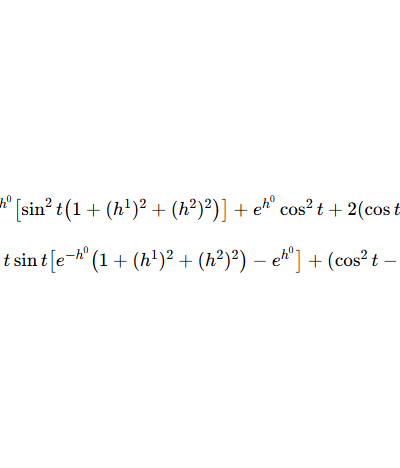 h⁰[sin² t(1 + (h¹)² + (h²)²)] + e^{h⁰} cos² t + 2(cos t
t sin t[e^{−h⁰}(1 + (h¹)² + (h²)²) − e^{h⁰}] + (cos² t −